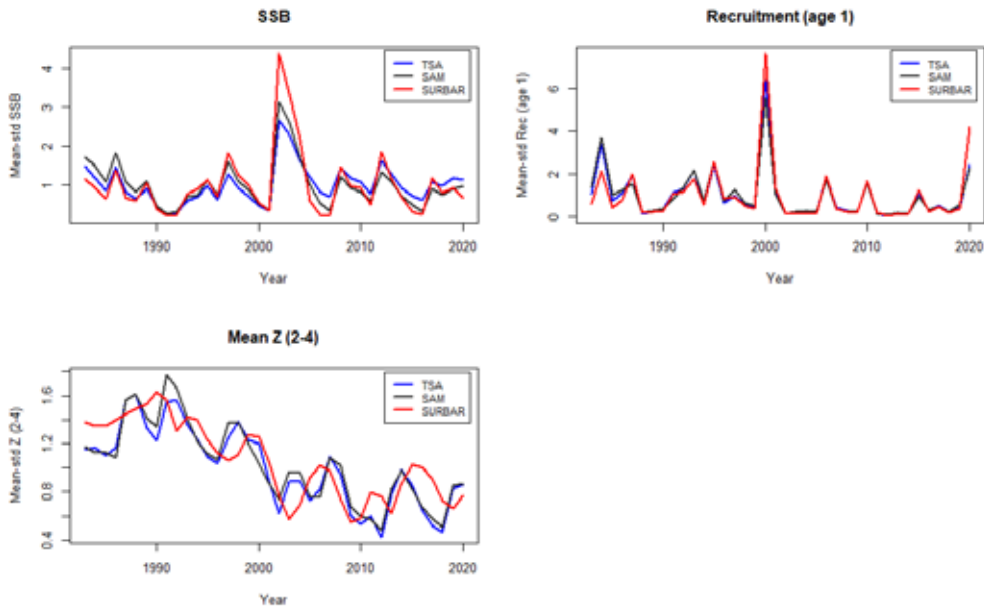 SSB
Mean-std SSB
4
3
2
1
TSA
SAM
SURBAR
1990 2000 2010 2020
Year
Recruitment (age 1)
Mean-std Rec (age 1)
6
4
2
0
TSA
SAM
SURBAR
1990 2000 2010 2020
Year
Mean Z (2-4)
Mean-std Z (2-4)
1.6
1.2
0.8
0.4
TSA
SAM
SURBAR
1990 2000 2010 2020
Year